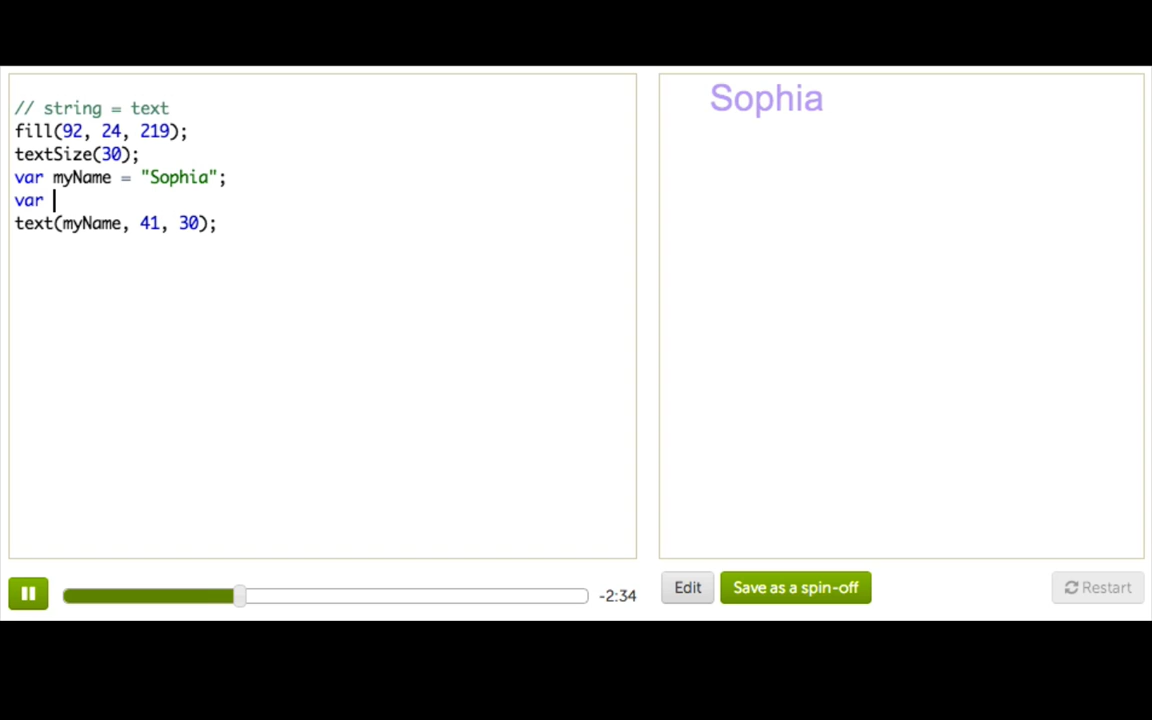 // string = text
fill(92, 24, 219);
textSize(30);
var myName = "Sophia";
var
text(myName, 41, 30);
Sophia
-2:34
Edit
Save as a spin-off
Restart